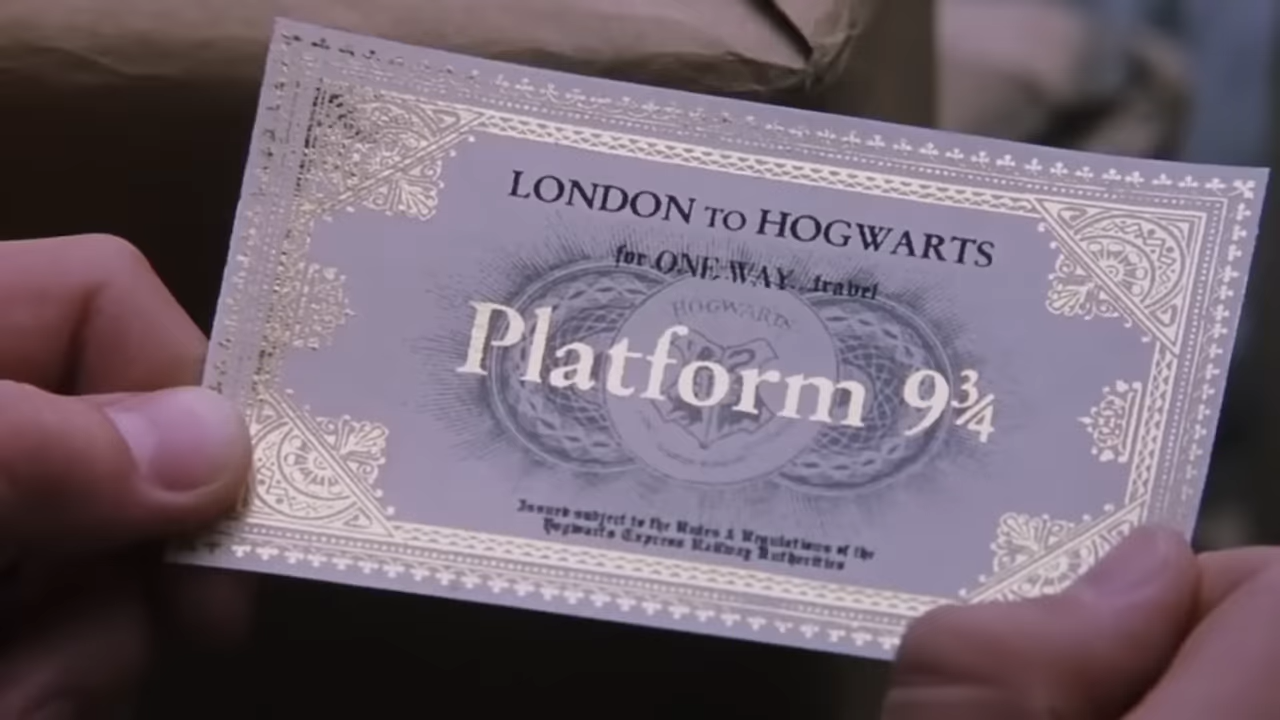 LONDON TO HOGWARTS
for ONE WAY travel
HOGWARTS
Platform 9¾
Issued subject to the Rules & Regulations of the
Hogwarts Express Railway Authorities